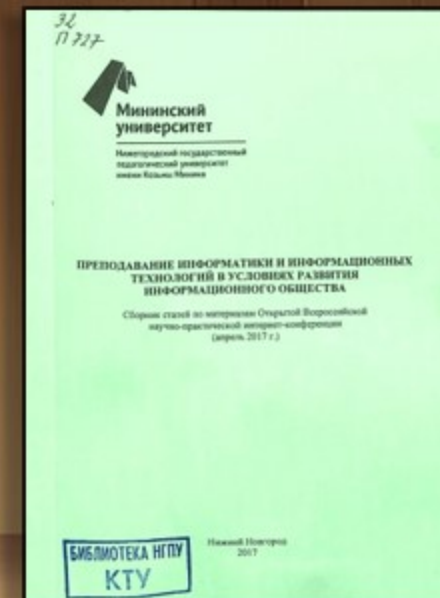 32
П 727
Мининский
университет
Нижегородский государственный
педагогический университет
имени Козьмы Минина
ПРЕПОДАВАНИЕ ИНФОРМАТИКИ И ИНФОРМАЦИОННЫХ
ТЕХНОЛОГИЙ В УСЛОВИЯХ РАЗВИТИЯ
ИНФОРМАЦИОННОГО ОБЩЕСТВА
Сборник статей по материалам Открытой Всероссийской
научно-практической интернет-конференции
(апрель 2017 г.)
БИБЛИОТЕКА НГПУ
КТУ
Нижний Новгород
2017